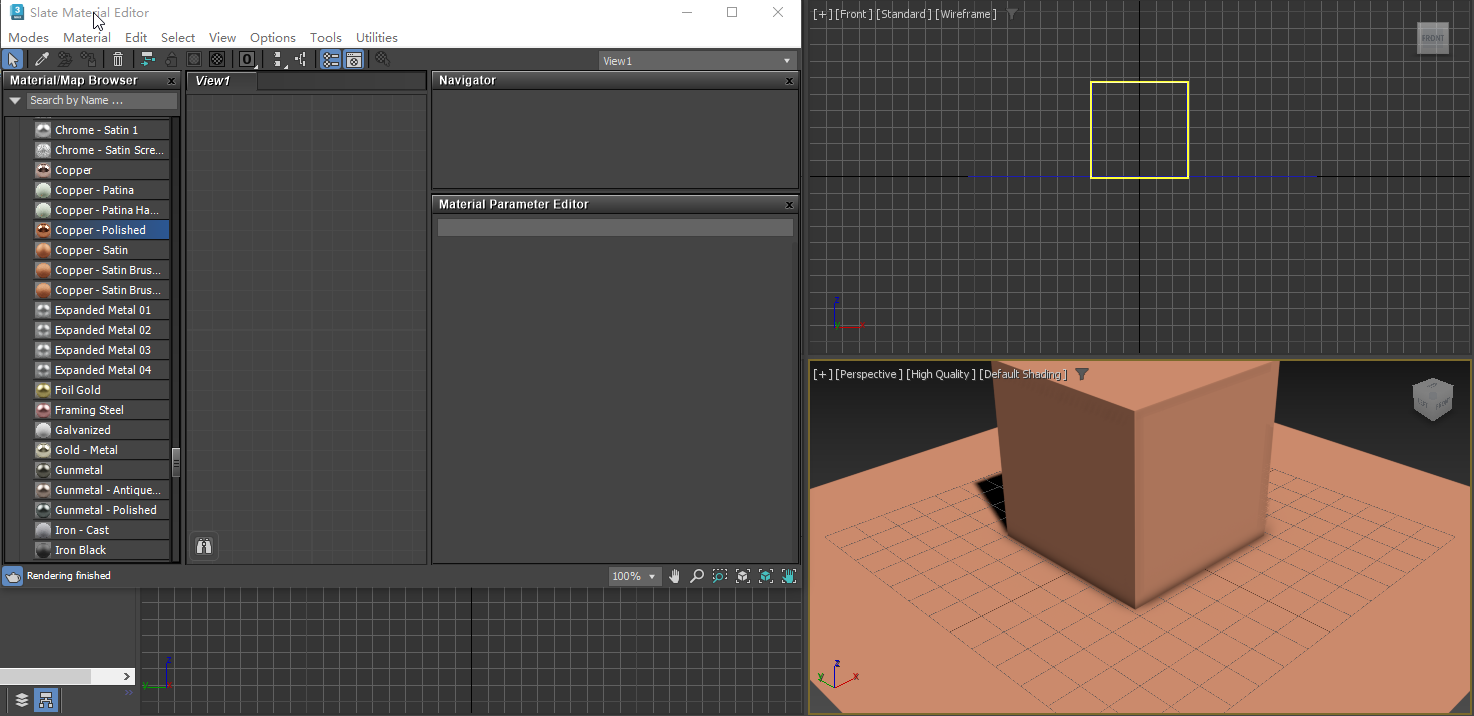 Slate Material Editor
Modes Material Edit Select View Options Tools Utilities
View1
Material/Map Browser x
Search by Name ...
Chrome - Satin 1
Chrome - Satin Scre...
Copper
Copper - Patina
Copper - Patina Ha...
Copper - Polished
Copper - Satin
Copper - Satin Brus...
Copper - Satin Brus...
Expanded Metal 01
Expanded Metal 02
Expanded Metal 03
Expanded Metal 04
Foil Gold
Framing Steel
Galvanized
Gold - Metal
Gunmetal
Gunmetal - Antique...
Gunmetal - Polished
Iron - Cast
Iron Black
View1
Navigator x
Material Parameter Editor x
Rendering finished
100%
z
y
[+] [Front ] [Standard ] [Wireframe ]
FRONT
z
y x
[+] [Perspective ] [High Quality ] [Default Shading ]
z
y x